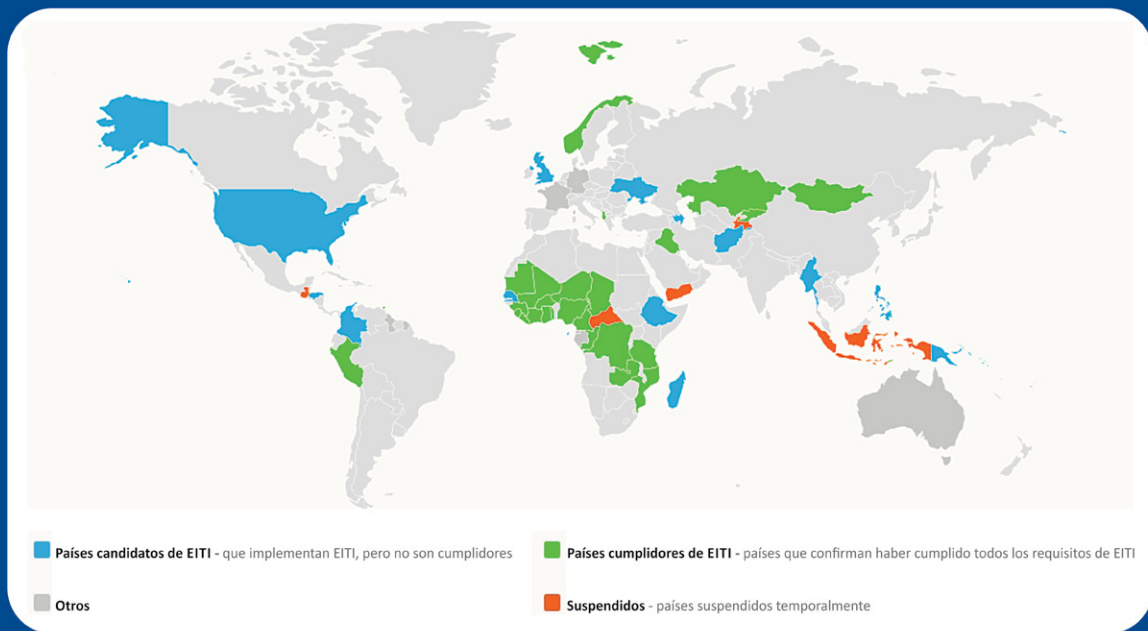 Países candidatos de EITI - que implementan EITI, pero no son cumplidores
Países cumplidores de EITI - países que confirman haber cumplido todos los requisitos de EITI
Otros
Suspendidos - países suspendidos temporalmente